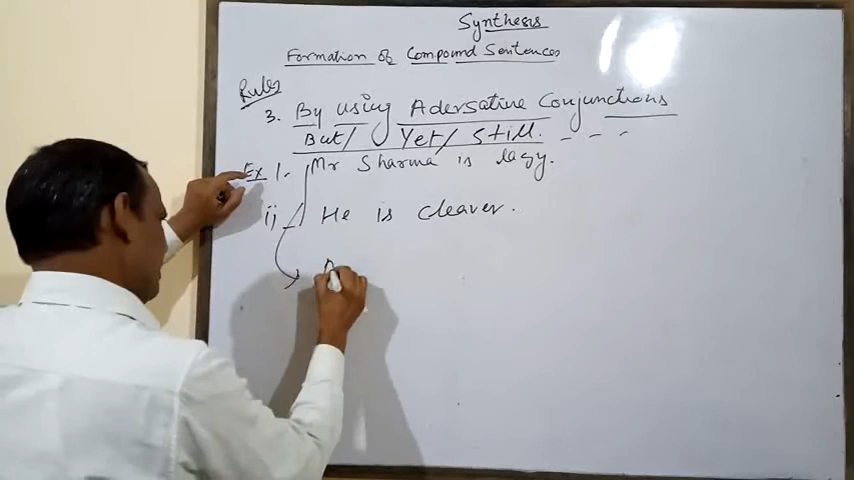 Synthesis
Formation of Compound Sentences
Rules
3. By using Adersative Conjunctions
But/ Yet/ Still. - - -
Ex 1. Mr Sharma is lazy.
ii) He is cleaver.